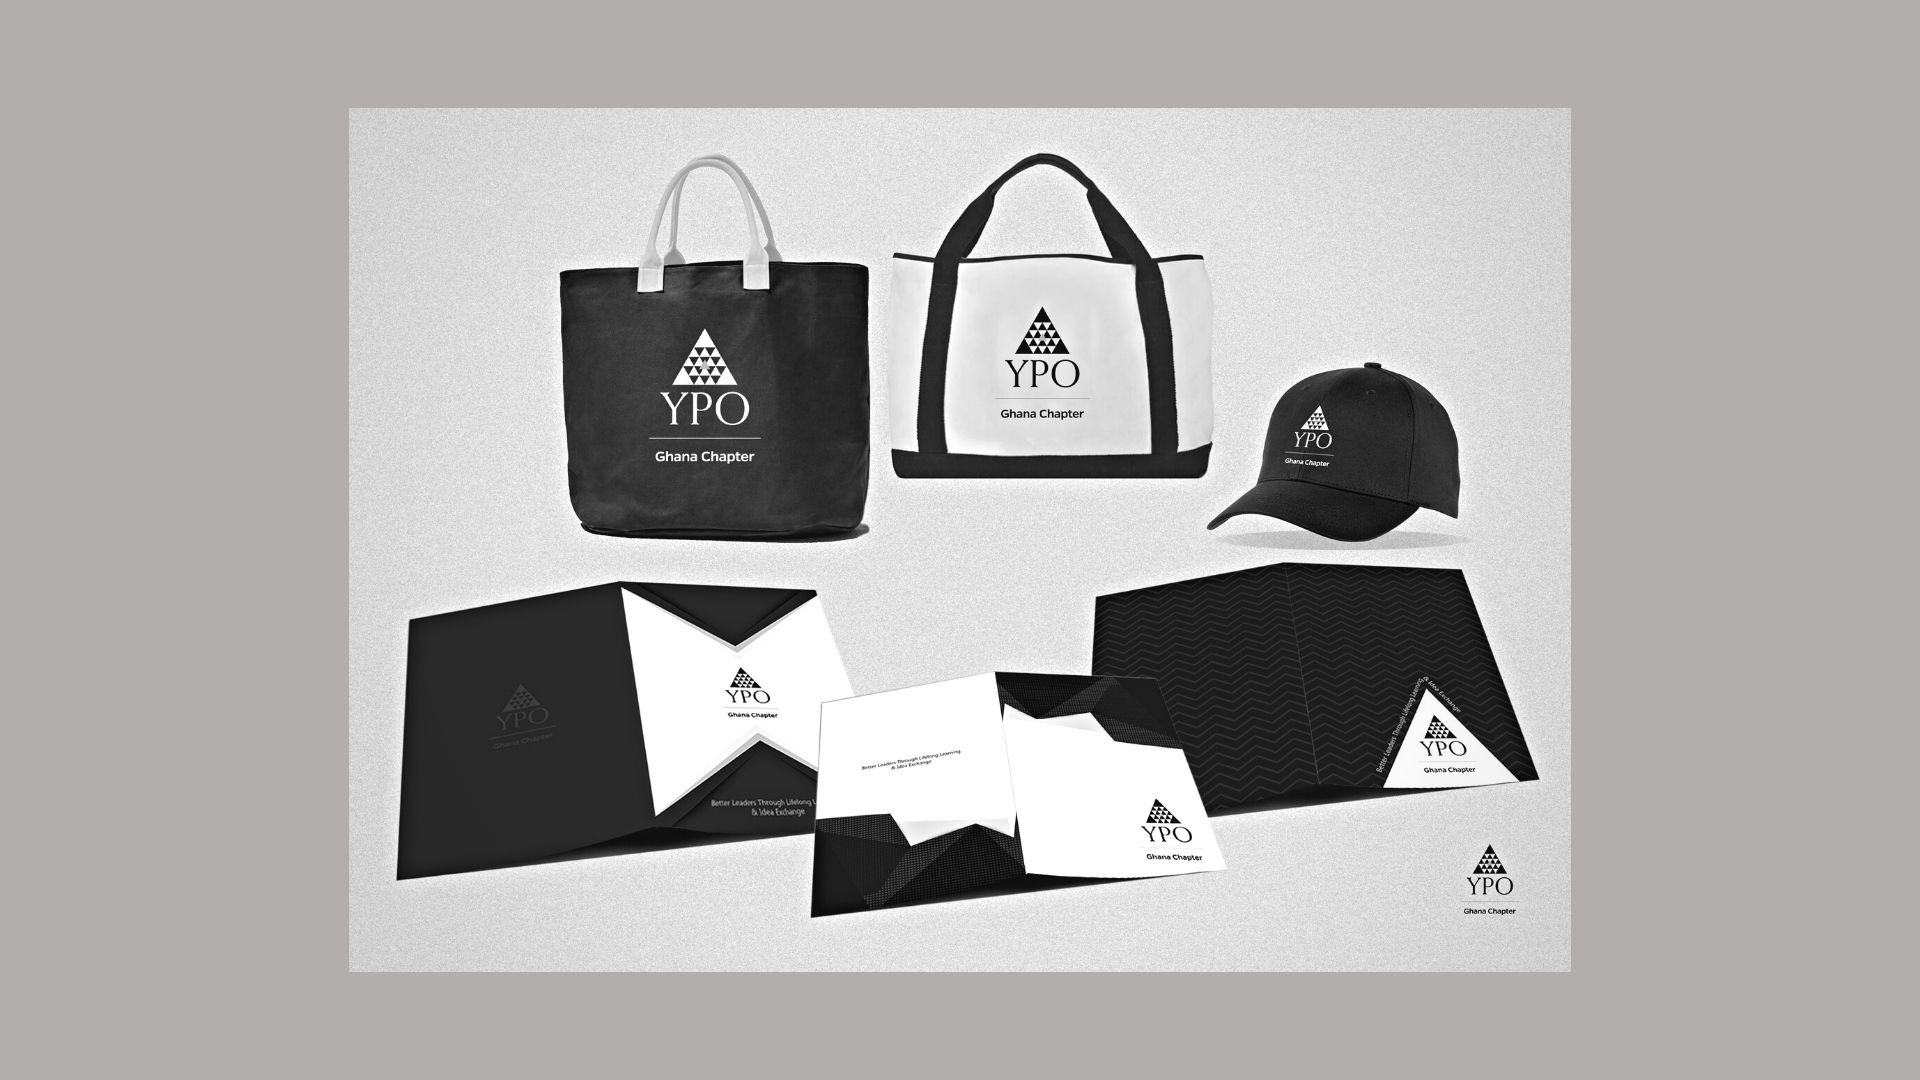 YPO
Ghana Chapter
YPO
Ghana Chapter
YPO
Ghana Chapter
YPO
Ghana Chapter
YPO
Ghana Chapter
Better Leaders Through Lifelong
& Idea Exchange
Better Leaders Through Lifelong Learning
& Idea Exchange
YPO
Ghana Chapter
Better Leaders Through Lifelong Learning
& Idea Exchange
YPO
Ghana Chapter
YPO
Ghana Chapter